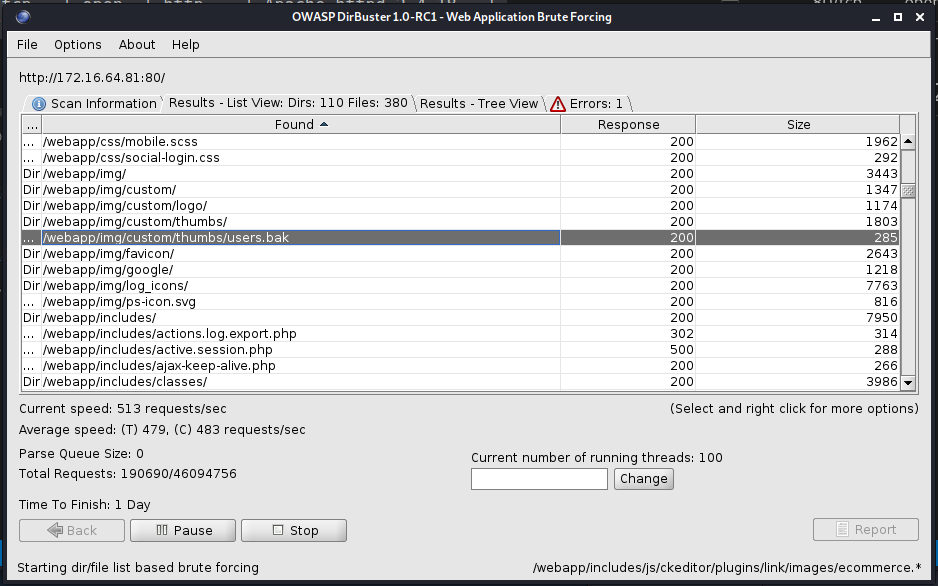 OWASP DirBuster 1.0-RC1 - Web Application Brute Forcing
File Options About Help
http://172.16.64.81:80/
Scan Information Results - List View: Dirs: 110 Files: 380 Results - Tree View Errors: 1
... Found Response Size
... /webapp/css/mobile.scss 200 1962
... /webapp/css/social-login.css 200 292
Dir /webapp/img/ 200 3443
Dir /webapp/img/custom/ 200 1347
Dir /webapp/img/custom/logo/ 200 1174
Dir /webapp/img/custom/thumbs/ 200 1803
... /webapp/img/custom/thumbs/users.bak 200 285
Dir /webapp/img/favicon/ 200 2643
Dir /webapp/img/google/ 200 1218
Dir /webapp/img/log_icons/ 200 7763
... /webapp/img/ps-icon.svg 200 816
Dir /webapp/includes/ 200 7950
... /webapp/includes/actions.log.export.php 302 314
... /webapp/includes/active.session.php 500 288
... /webapp/includes/ajax-keep-alive.php 200 266
Dir /webapp/includes/classes/ 200 3986
Current speed: 513 requests/sec (Select and right click for more options)
Average speed: (T) 479, (C) 483 requests/sec
Parse Queue Size: 0
Total Requests: 190690/46094756
Current number of running threads: 100
Change
Time To Finish: 1 Day
Back Pause Stop Report
Starting dir/file list based brute forcing /webapp/includes/js/ckeditor/plugins/link/images/ecommerce.*